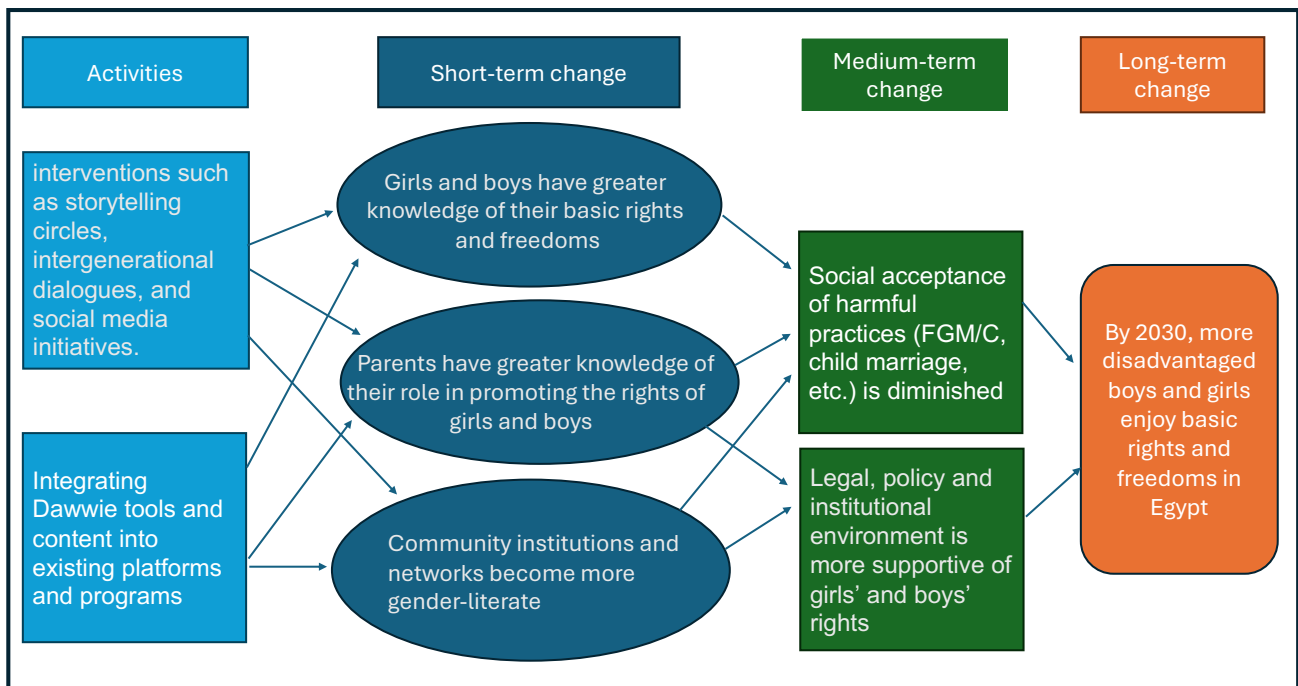 Activities
Short-term change
Medium-term
change
Long-term
change
interventions such
as storytelling
circles,
intergenerational
dialogues, and
social media
initiatives.
Integrating
Dawwie tools and
content into
existing platforms
and programs
Girls and boys have greater
knowledge of their basic rights
and freedoms
Parents have greater knowledge of
their role in promoting the rights of
girls and boys
Community institutions and
networks become more
gender-literate
Social acceptance
of harmful
practices (FGM/C,
child marriage,
etc.) is diminished
Legal, policy and
institutional
environment is
more supportive of
girls’ and boys’
rights
By 2030, more
disadvantaged
boys and girls
enjoy basic
rights and
freedoms in
Egypt